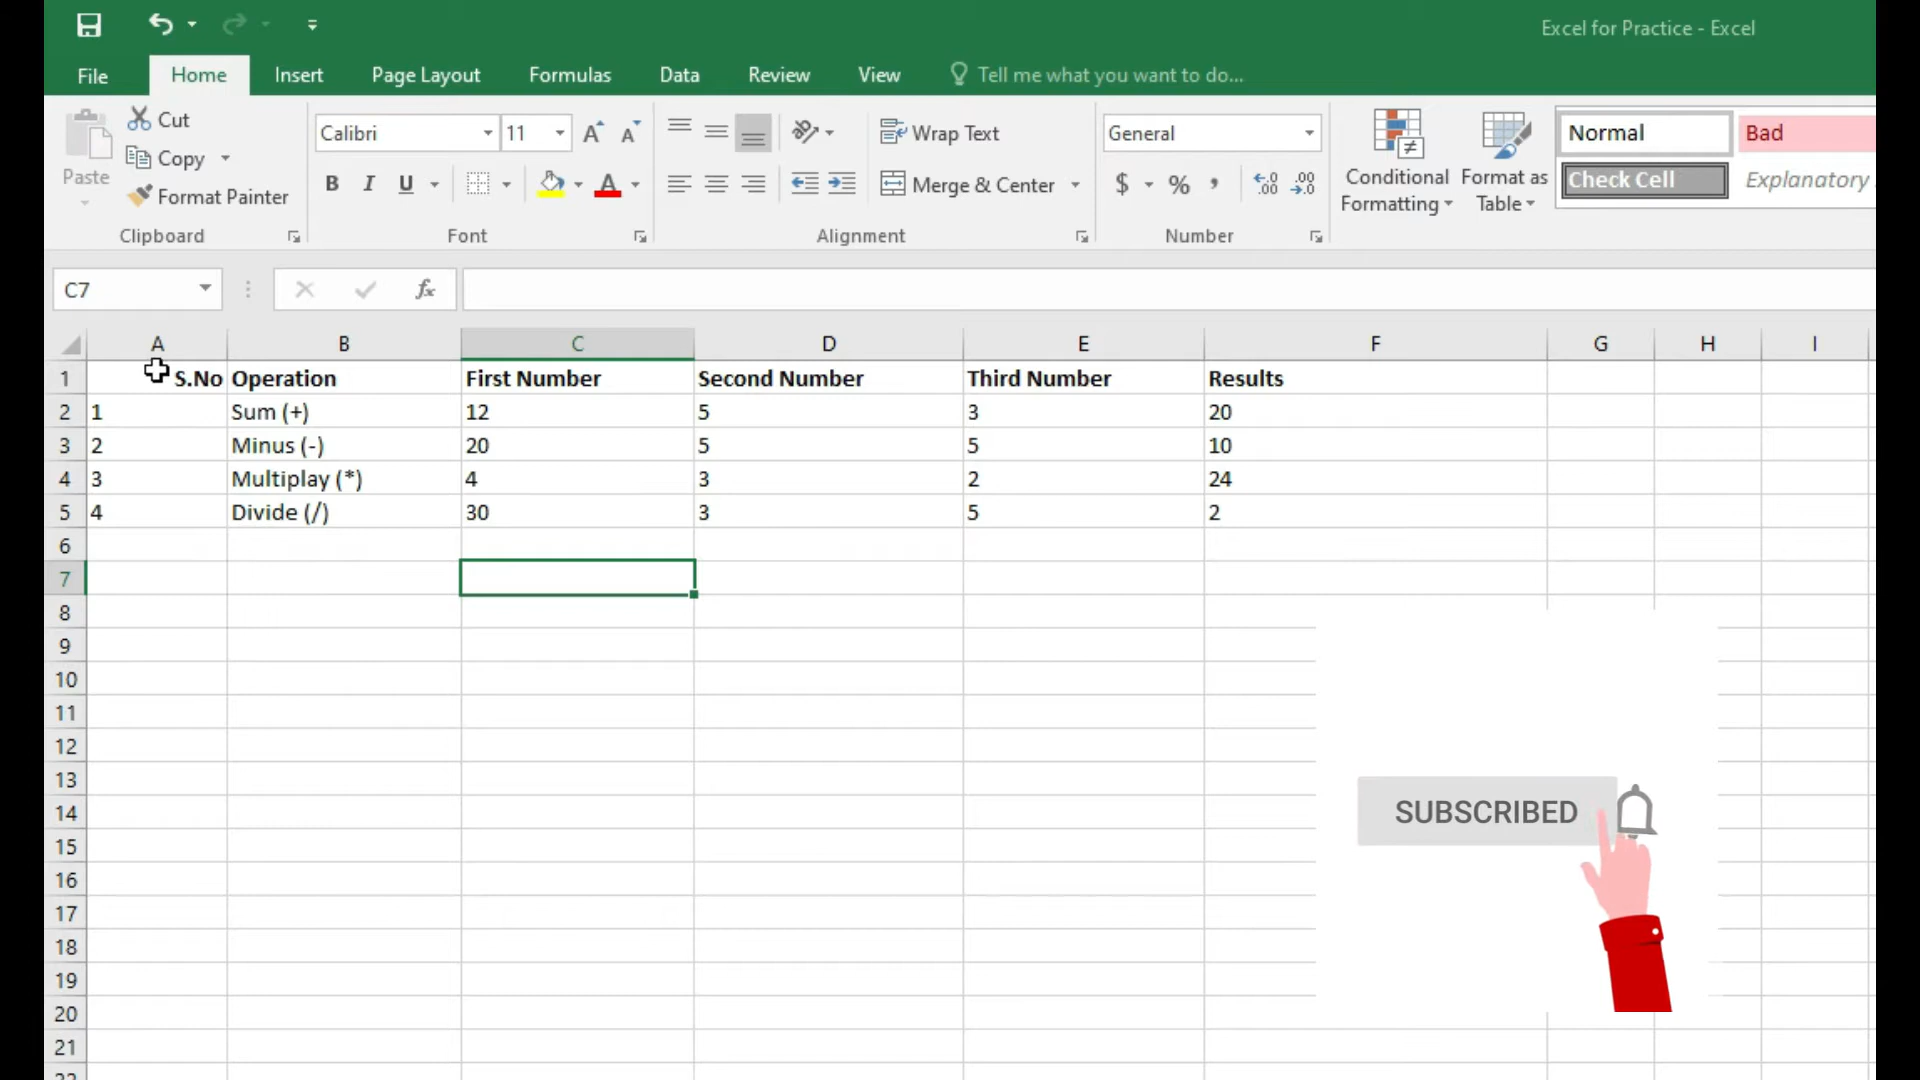 Excel for Practice - Excel
File Home Insert Page Layout Formulas Data Review View Tell me what you want to do...
Paste
Cut
Copy
Format Painter
Clipboard
Calibri 11
B I U
Font
Wrap Text
Merge & Center
Alignment
General
$ % ,
Number
Conditional
Formatting
Format as
Table
Normal
Bad
Check Cell
Explanatory
C7
fx
A B C D E F G H I
1 S.No Operation First Number Second Number Third Number Results
2 1 Sum (+) 12 5 3 20
3 2 Minus (-) 20 5 5 10
4 3 Multiplay (*) 4 3 2 24
5 4 Divide (/) 30 3 5 2
6
7
8
9
10
11
12
13
14
15
16
17
18
19
20
21
SUBSCRIBED